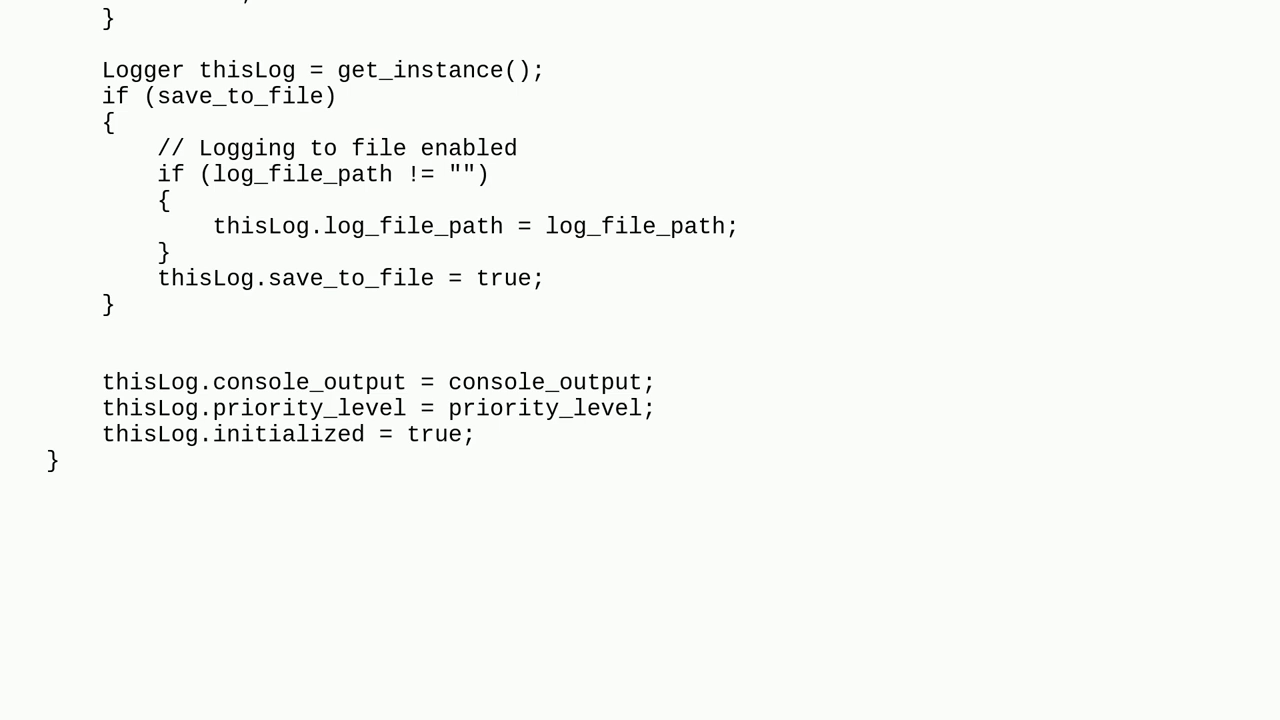 }
Logger thisLog = get_instance();
if (save_to_file)
{
// Logging to file enabled
if (log_file_path != "")
{
thisLog.log_file_path = log_file_path;
}
thisLog.save_to_file = true;
}
thisLog.console_output = console_output;
thisLog.priority_level = priority_level;
thisLog.initialized = true;
}